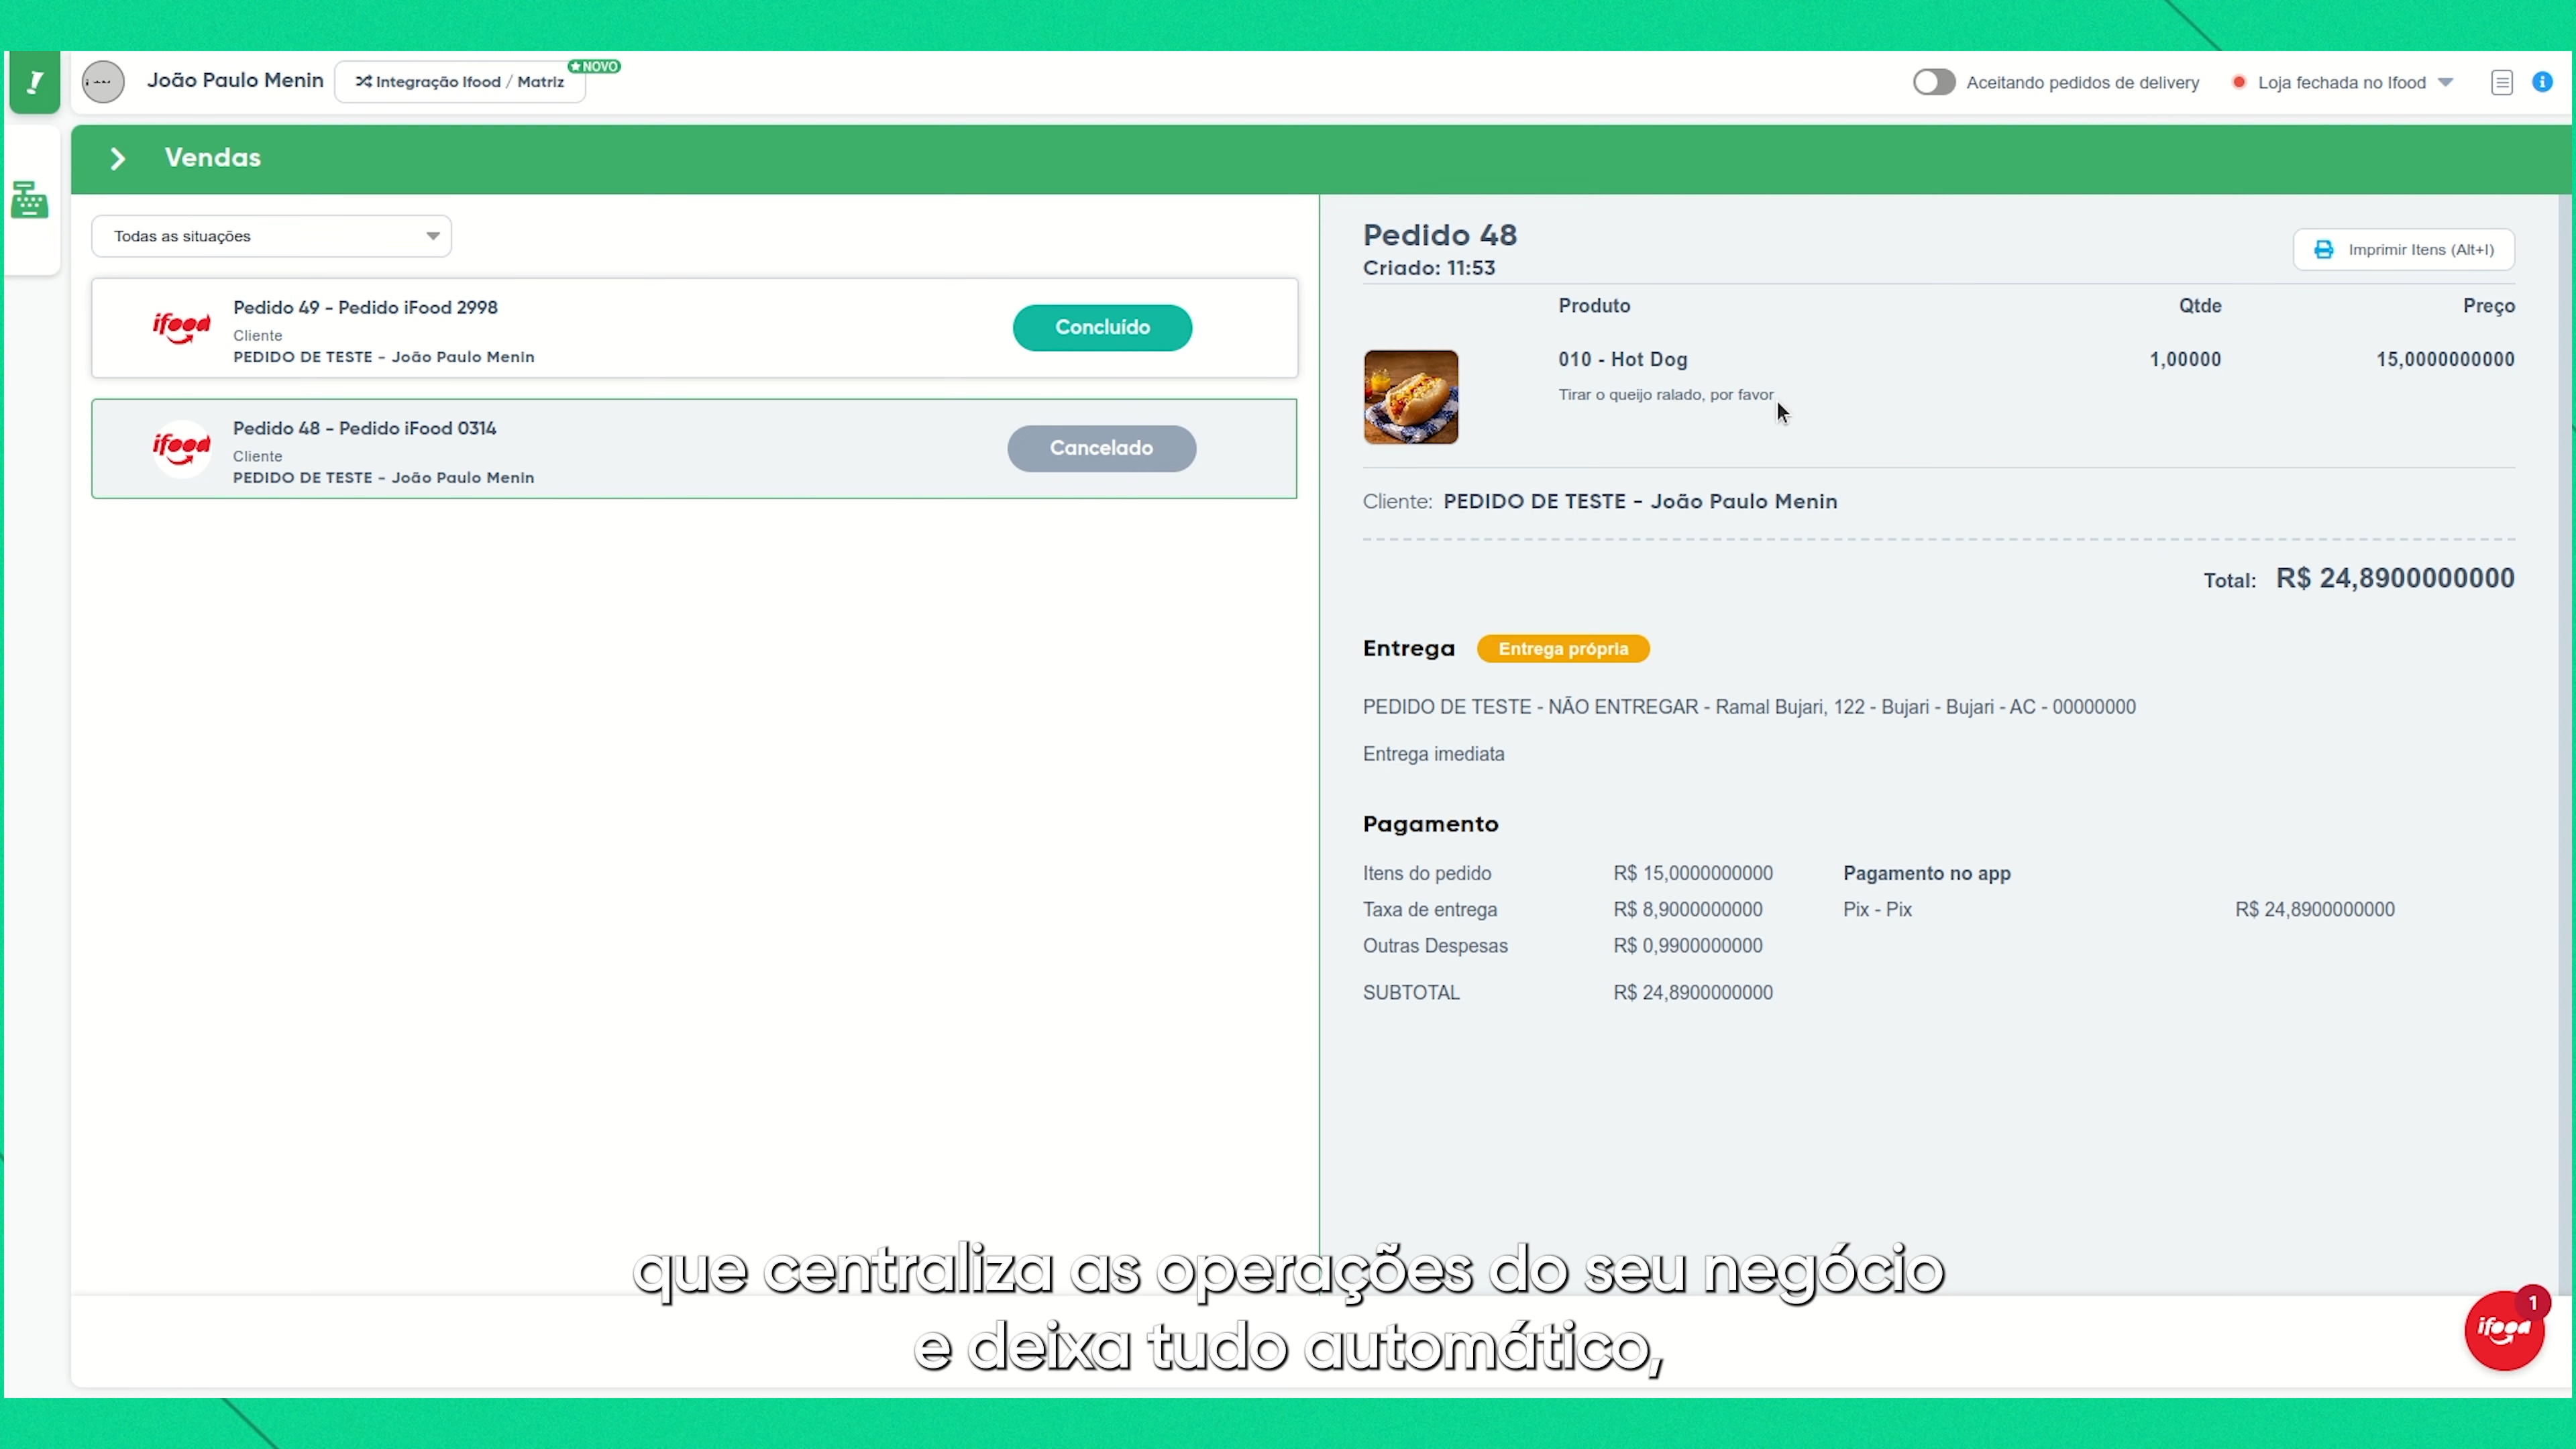 João Paulo Menin
Integração Ifood / Matriz
NOVO
Aceitando pedidos de delivery
Loja fechada no Ifood
Vendas
Todas as situações
ifood
Pedido 49 - Pedido iFood 2998
Cliente
PEDIDO DE TESTE - João Paulo Menin
Concluído
ifood
Pedido 48 - Pedido iFood 0314
Cliente
PEDIDO DE TESTE - João Paulo Menin
Cancelado
Pedido 48
Criado: 11:53
Imprimir Itens (Alt+I)
Produto Qtde Preço
010 - Hot Dog 1,00000 15,0000000000
Tirar o queijo ralado, por favor
Cliente: PEDIDO DE TESTE - João Paulo Menin
Total: R$ 24,8900000000
Entrega Entrega própria
PEDIDO DE TESTE - NÃO ENTREGAR - Ramal Bujari, 122 - Bujari - Bujari - AC - 00000000
Entrega imediata
Pagamento
Itens do pedido R$ 15,0000000000 Pagamento no app
Taxa de entrega R$ 8,9000000000 Pix - Pix R$ 24,8900000000
Outras Despesas R$ 0,9900000000
SUBTOTAL R$ 24,8900000000
que centraliza as operações do seu negócio
e deixa tudo automático,
1
ifood